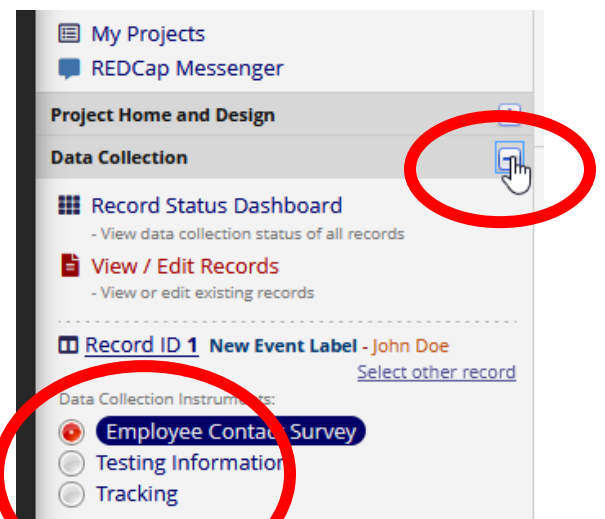 My Projects
REDCap Messenger
Project Home and Design
Data Collection
Record Status Dashboard
- View data collection status of all records
View / Edit Records
- View or edit existing records
Record ID 1 New Event Label - John Doe
Select other record
Data Collection Instruments:
Employee Contact Survey
Testing Information
Tracking